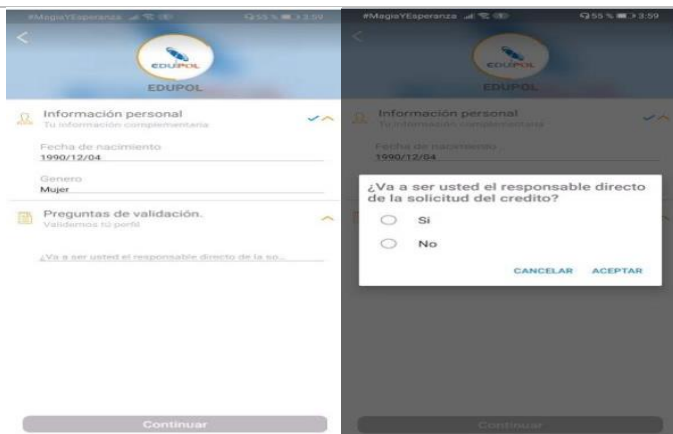 #MagiaYEsperanza
55 % 3:59
EDUPOL
EDUPOL
Información personal
Tu información complementaria
Fecha de nacimiento
1990/12/04
Genero
Mujer
Preguntas de validación.
Validemos tú perfil
¿Va a ser usted el responsable directo de la so...
Continuar
#MagiaYEsperanza
55 % 3:59
EDUPOL
EDUPOL
Información personal
Tu información complementaria
Fecha de nacimiento
1990/12/04
¿Va a ser usted el responsable directo
de la solicitud del credito?
Si
No
CANCELAR ACEPTAR
Continuar